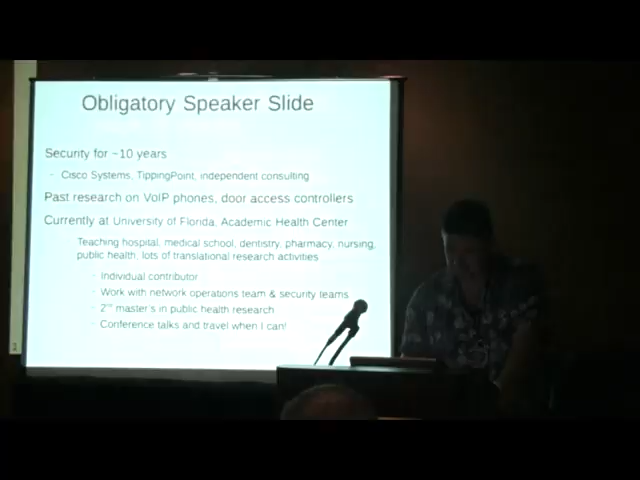 Obligatory Speaker Slide
Security for ~10 years
- Cisco Systems, TippingPoint, independent consulting
Past research on VoIP phones, door access controllers
Currently at University of Florida, Academic Health Center
Teaching hospital, medical school, dentistry, pharmacy, nursing,
public health, lots of translational research activities
- Individual contributor
- Work with network operations team & security teams
- 2nd master's in public health research
- Conference talks and travel when I can!